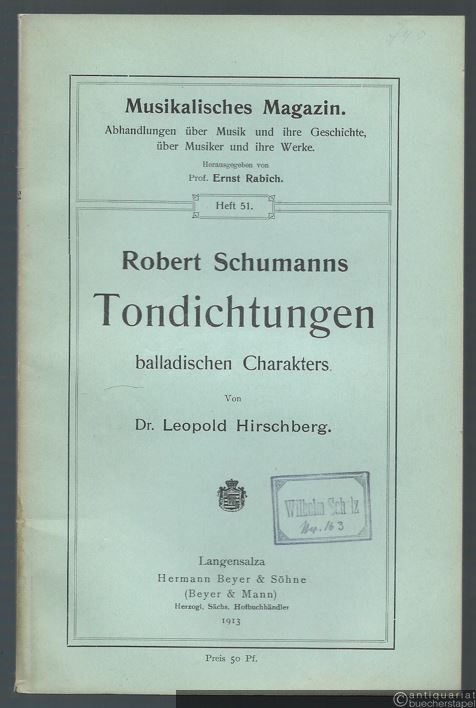 Musikalisches Magazin.
Abhandlungen über Musik und ihre Geschichte,
über Musiker und ihre Werke.
Herausgegeben von
Prof. Ernst Rabich.
Heft 51.
Robert Schumanns
Tondichtungen
balladischen Charakters.
Von
Dr. Leopold Hirschberg.
Wilhelm
163
Langensalza
Hermann Beyer & Söhne
(Beyer & Mann)
Herzogl. Sächs. Hofbuchhändler
1913
Preis 50 Pf.
antiquariat
buecherstapel